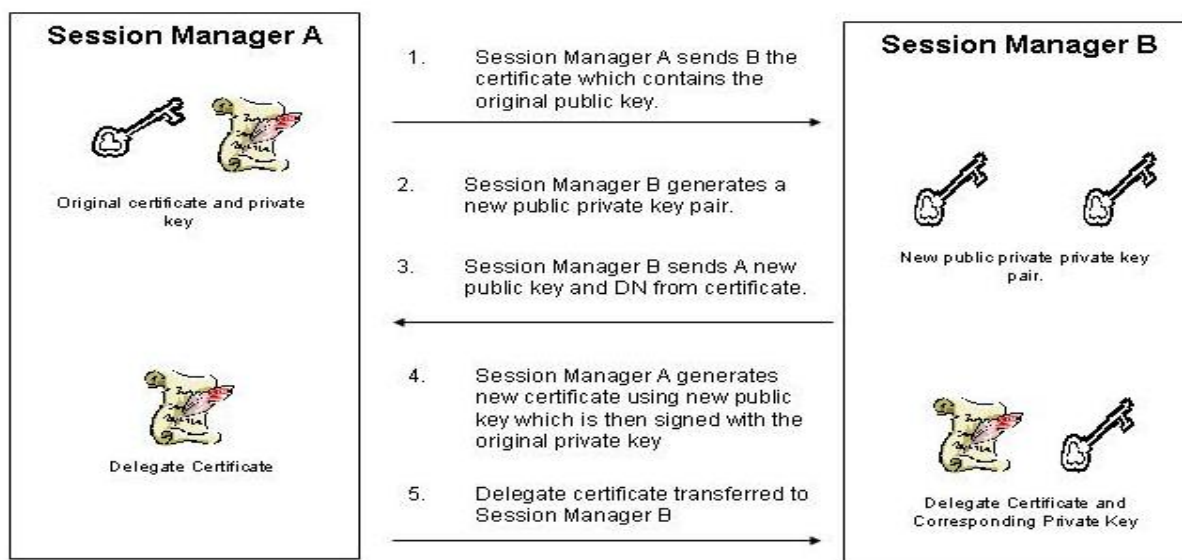 Session Manager A
Original certificate and private
key
Delegate Certificate
1. Session Manager A sends B the
certificate which contains the
original public key.
2. Session Manager B generates a
new public private key pair.
3. Session Manager B sends A new
public key and DN from certificate.
4. Session Manager A generates
new certificate using new public
key which is then signed with the
original private key
5. Delegate certificate transferred to
Session Manager B
Session Manager B
New public private private key
pair.
Delegate Certificate and
Corresponding Private Key